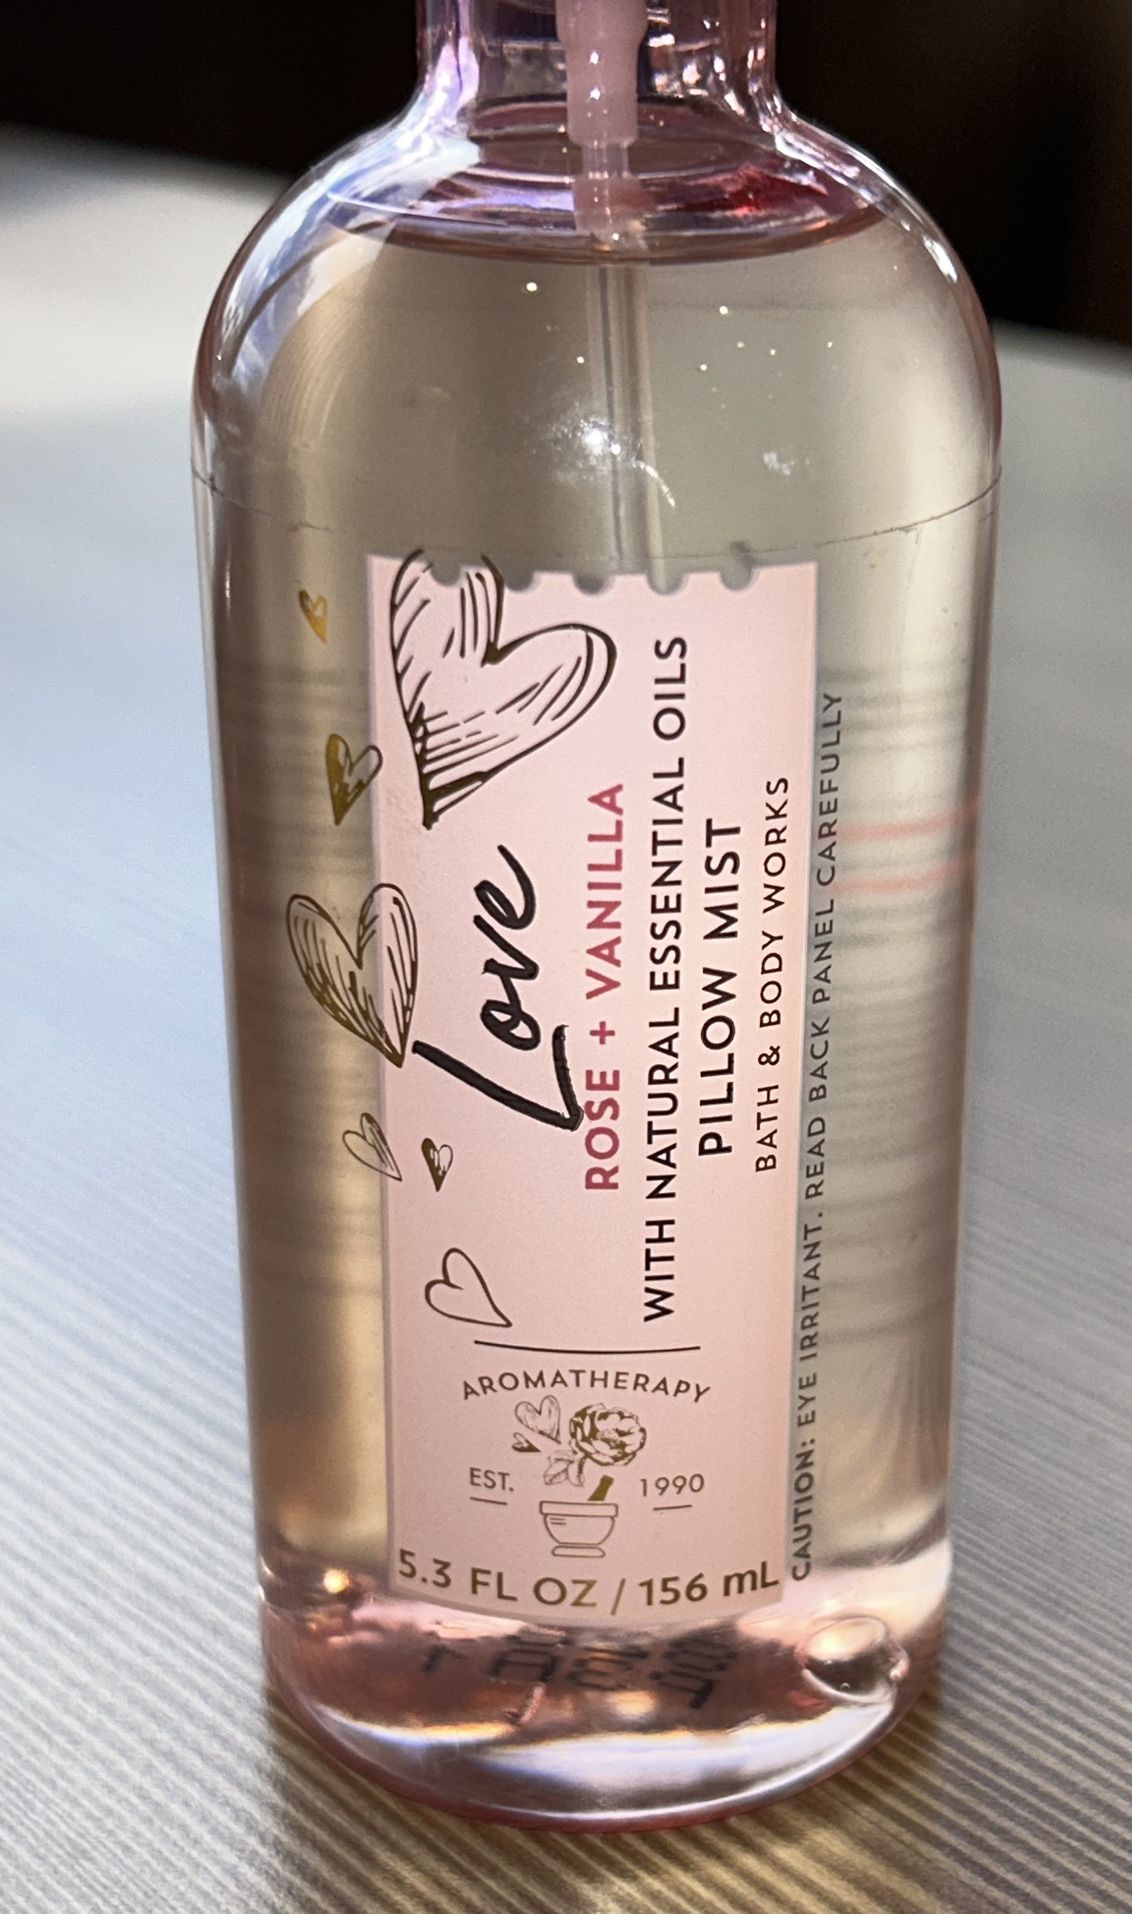 Love
ROSE + VANILLA
WITH NATURAL ESSENTIAL OILS
PILLOW MIST
BATH & BODY WORKS
CAUTION: EYE IRRITANT. READ BACK PANEL CAREFULLY
AROMATHERAPY
EST. 1990
5.3 FL OZ / 156 mL